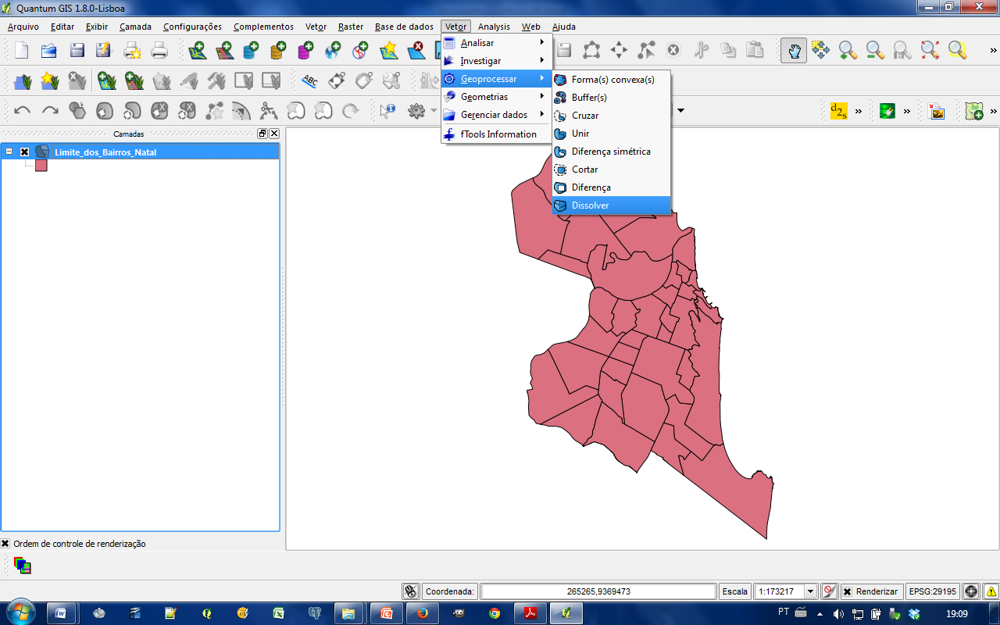 Quantum GIS 1.8.0-Lisboa
Arquivo Editar Exibir Camada Configurações Complementos Vetor Raster Base de dados Vetor Analysis Web Ajuda
Analisar
Investigar
Geoprocessar
Geometrias
Gerenciar dados
fTools Information
Forma(s) convexa(s)
Buffer(s)
Cruzar
Unir
Diferença simétrica
Cortar
Diferença
Dissolver
abc
d2s
Camadas
Limite_dos_Bairros_Natal
Ordem de controle de renderização
Coordenada: 265265,9369473 Escala 1:173217 Renderizar EPSG:29195
PT 19:09